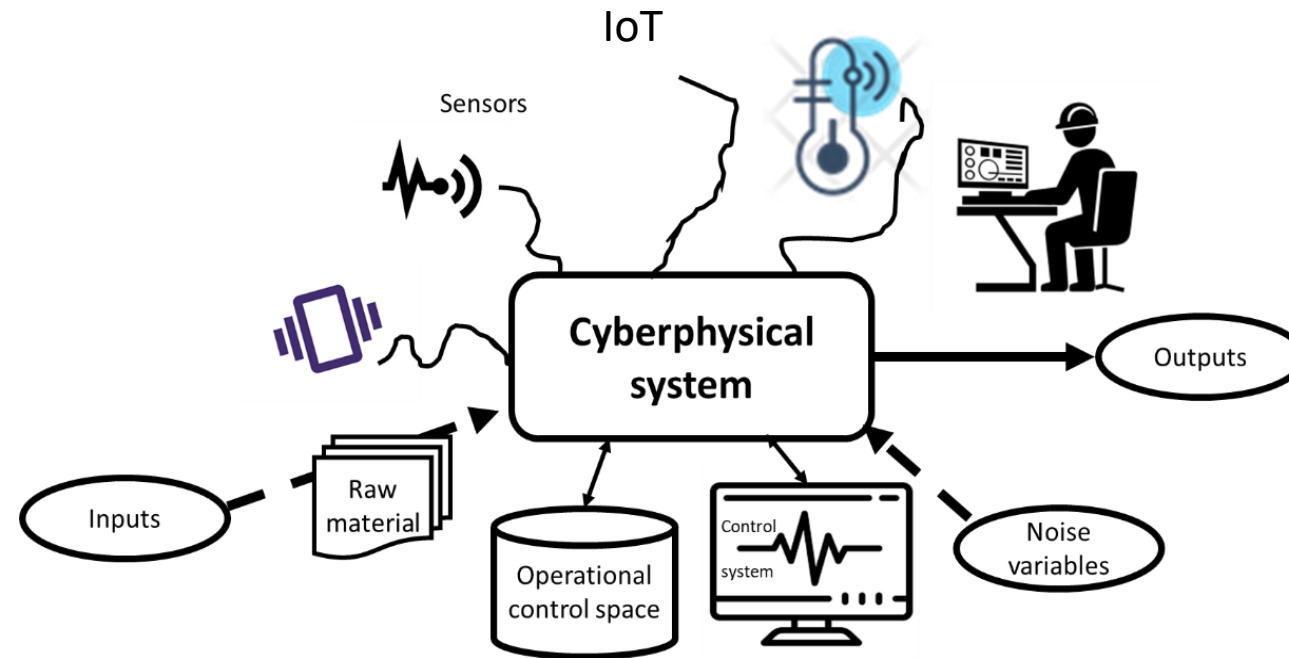 IoT
Sensors
Cyberphysical
system
Outputs
Inputs
Raw
material
Operational
control space
Control
system
Noise
variables